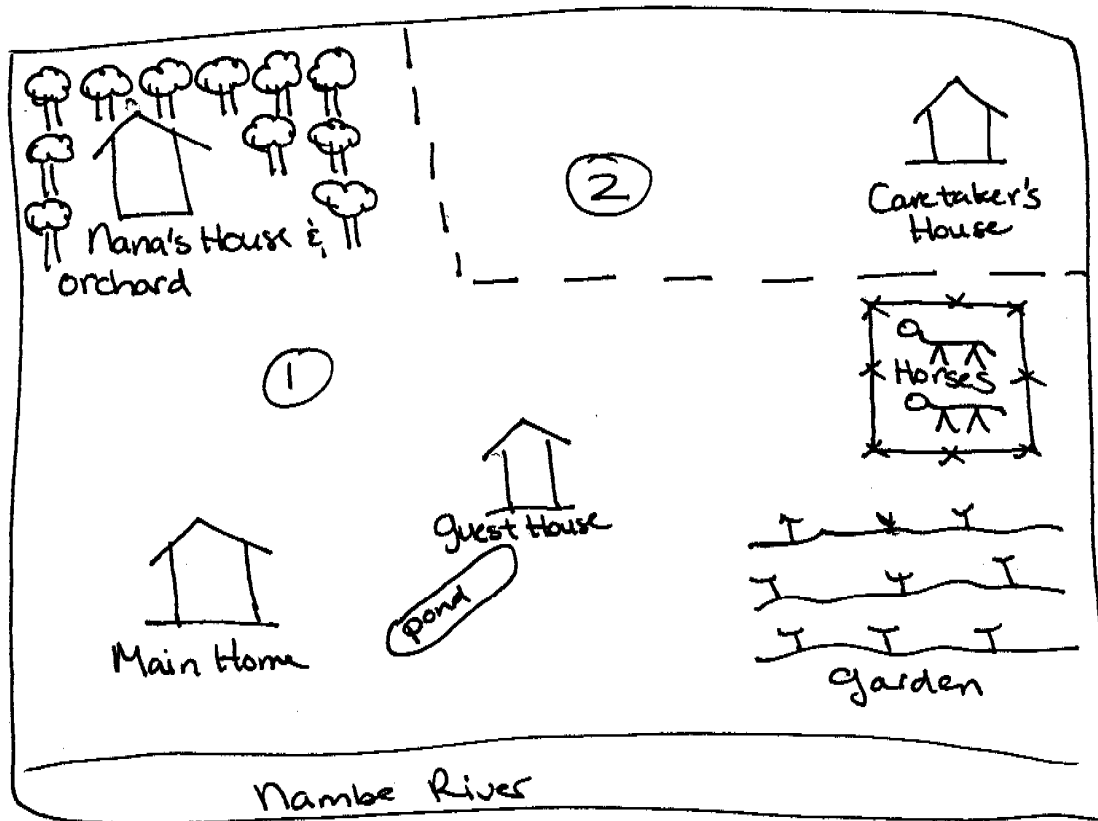 2
Caretaker's
House
Nana's House &
orchard
1
Horses
Guest House
pond
Main Home
Garden
Nambe River